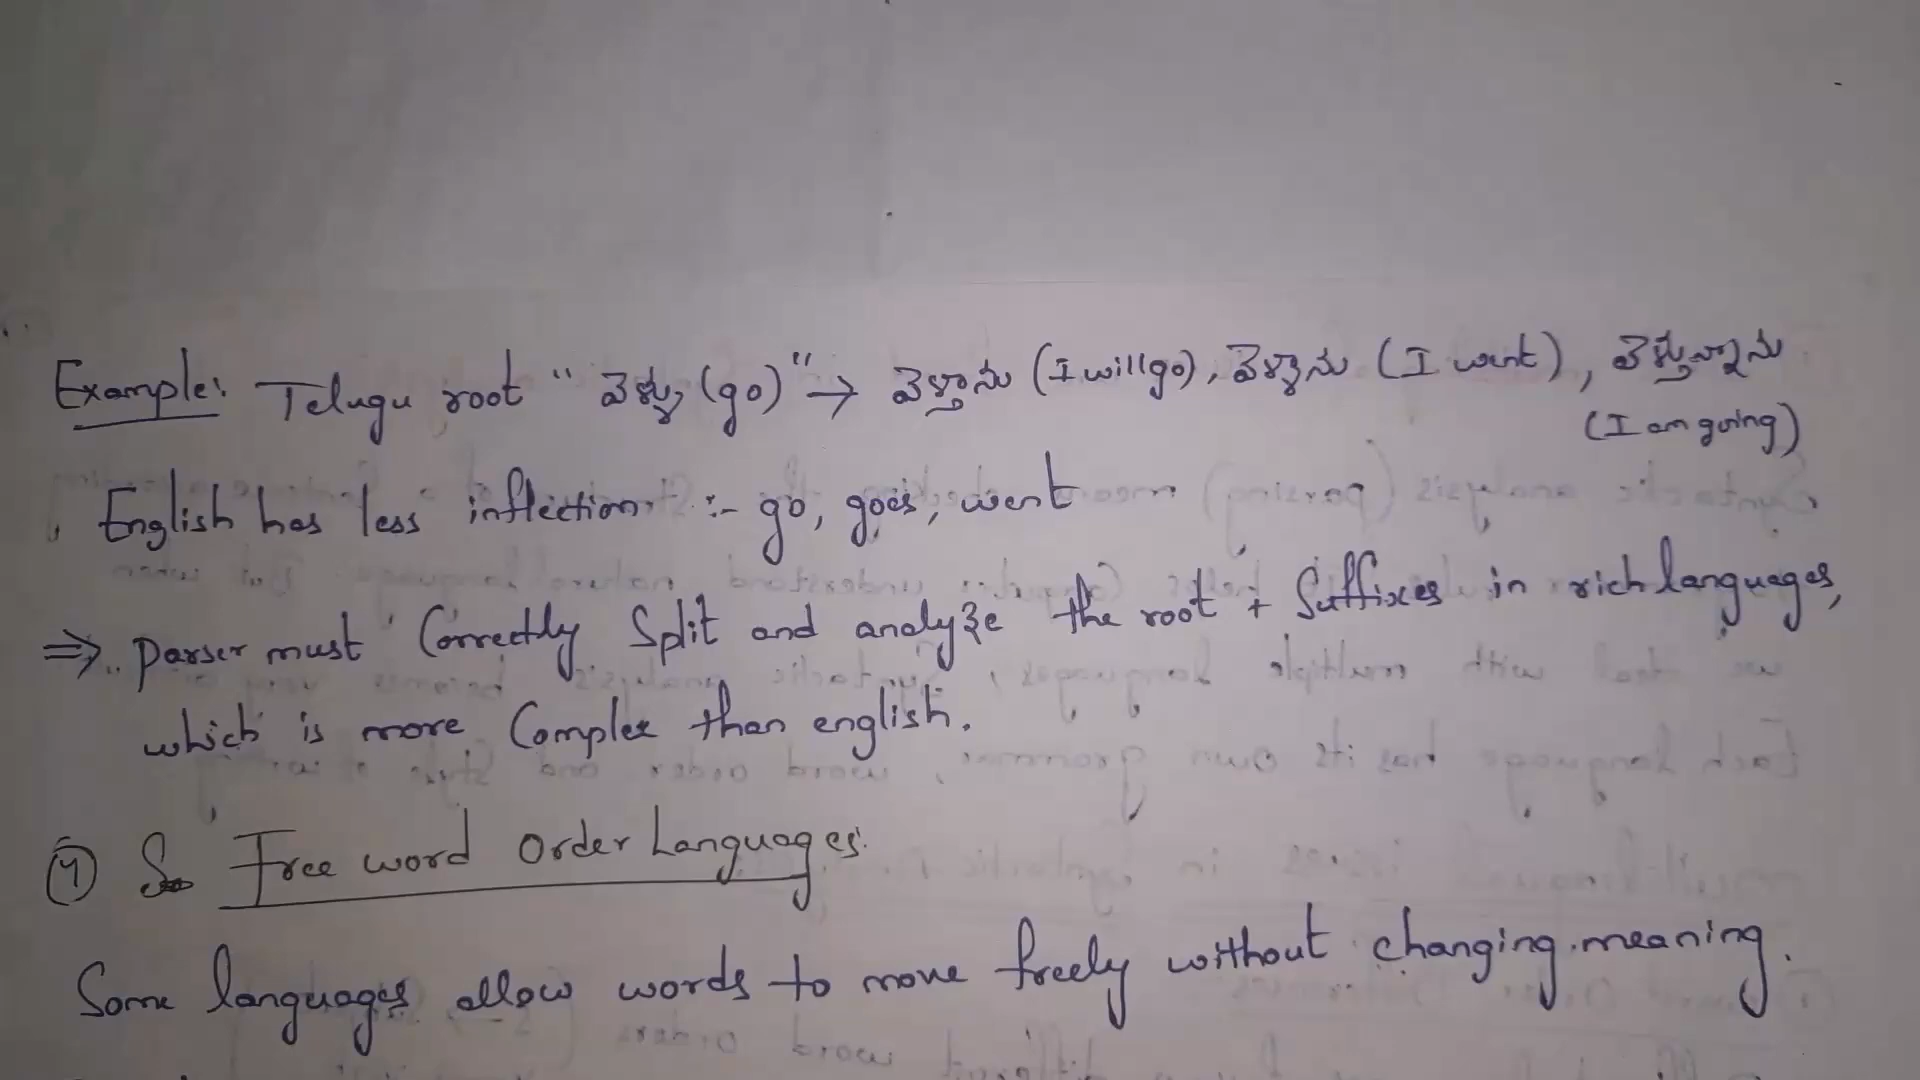 Example: Telugu root "వెళ్ళు (go)" → వెళ్తాను (I will go), వెళ్ళాను (I went), వెళ్తున్నాను
(I am going)
English has less inflection :- go, goes, went
⇒ parser must Correctly Split and analyze the root + Suffixes in rich languages,
which is more Complex than english.
④ Free word Order Languages:
Some languages allow words to move freely without changing meaning.